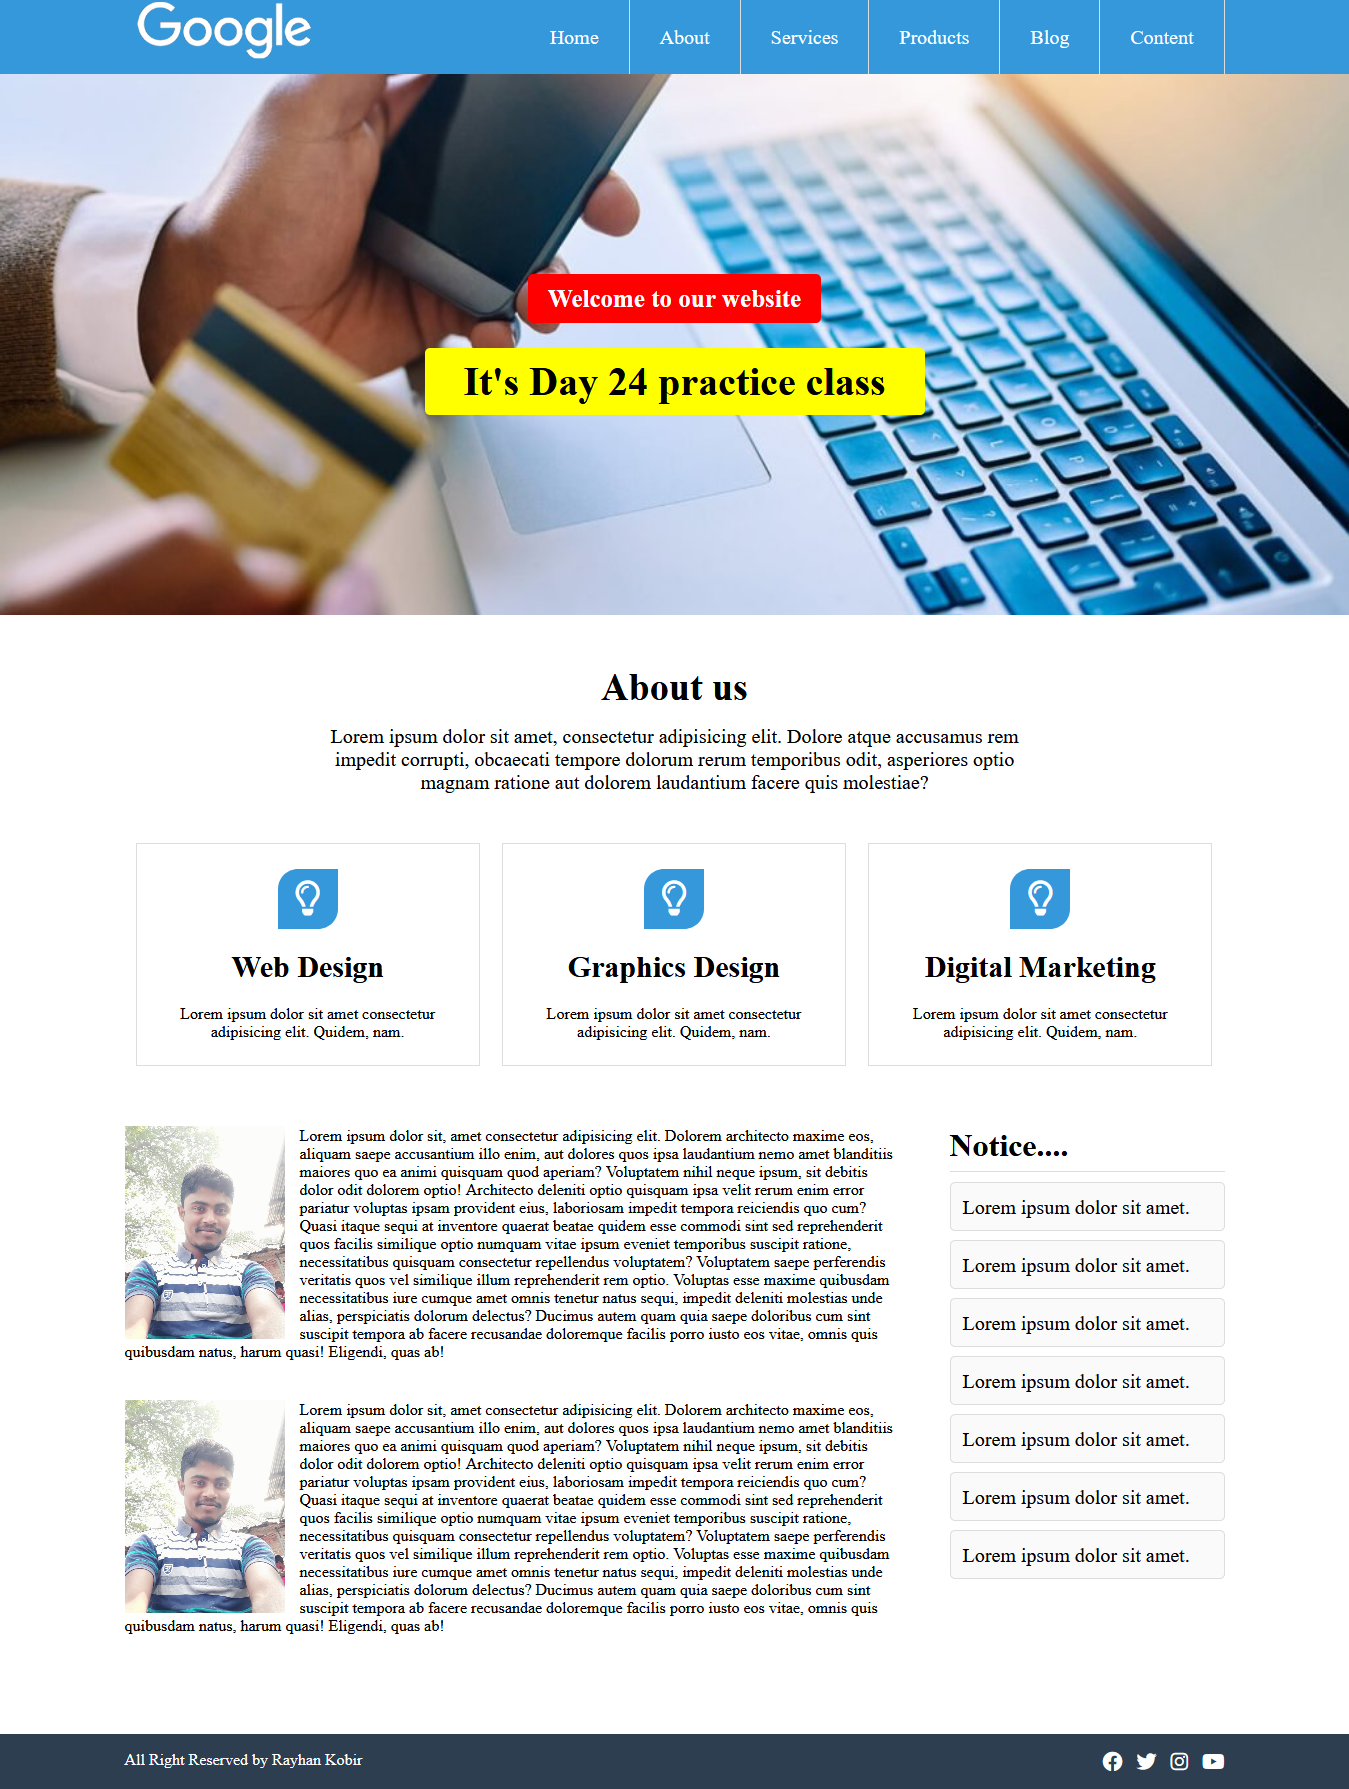 Google
Home About Services Products Blog Content
Welcome to our website
It's Day 24 practice class
About us
Lorem ipsum dolor sit amet, consectetur adipisicing elit. Dolore atque accusamus rem
impedit corrupti, obcaecati tempore dolorum rerum temporibus odit, asperiores optio
magnam ratione aut dolorem laudantium facere quis molestiae?
Web Design
Lorem ipsum dolor sit amet consectetur
adipisicing elit. Quidem, nam.
Graphics Design
Lorem ipsum dolor sit amet consectetur
adipisicing elit. Quidem, nam.
Digital Marketing
Lorem ipsum dolor sit amet consectetur
adipisicing elit. Quidem, nam.
Lorem ipsum dolor sit, amet consectetur adipisicing elit. Dolorem architecto maxime eos,
aliquam saepe accusantium illo enim, aut dolores quos ipsa laudantium nemo amet blanditiis
maiores quo ea animi quisquam quod aperiam? Voluptatem nihil neque ipsum, sit debitis
dolor odit dolorem optio! Architecto deleniti optio quisquam ipsa velit rerum enim error
pariatur voluptas ipsam provident eius, laboriosam impedit tempora reiciendis quo cum?
Quasi itaque sequi at inventore quaerat beatae quidem esse commodi sint sed reprehenderit
quos facilis similique optio numquam vitae ipsum eveniet temporibus suscipit ratione,
necessitatibus quisquam consectetur repellendus voluptatem? Voluptatem saepe perferendis
veritatis quos vel similique illum reprehenderit rem optio. Voluptas esse maxime quibusdam
necessitatibus iure cumque amet omnis tenetur natus sequi, impedit deleniti molestias unde
alias, perspiciatis dolorum delectus? Ducimus autem quam quia saepe doloribus cum sint
suscipit tempora ab facere recusandae doloremque facilis porro iusto eos vitae, omnis quis
quibusdam natus, harum quasi! Eligendi, quas ab!
Lorem ipsum dolor sit, amet consectetur adipisicing elit. Dolorem architecto maxime eos,
aliquam saepe accusantium illo enim, aut dolores quos ipsa laudantium nemo amet blanditiis
maiores quo ea animi quisquam quod aperiam? Voluptatem nihil neque ipsum, sit debitis
dolor odit dolorem optio! Architecto deleniti optio quisquam ipsa velit rerum enim error
pariatur voluptas ipsam provident eius, laboriosam impedit tempora reiciendis quo cum?
Quasi itaque sequi at inventore quaerat beatae quidem esse commodi sint sed reprehenderit
quos facilis similique optio numquam vitae ipsum eveniet temporibus suscipit ratione,
necessitatibus quisquam consectetur repellendus voluptatem? Voluptatem saepe perferendis
veritatis quos vel similique illum reprehenderit rem optio. Voluptas esse maxime quibusdam
necessitatibus iure cumque amet omnis tenetur natus sequi, impedit deleniti molestias unde
alias, perspiciatis dolorum delectus? Ducimus autem quam quia saepe doloribus cum sint
suscipit tempora ab facere recusandae doloremque facilis porro iusto eos vitae, omnis quis
quibusdam natus, harum quasi! Eligendi, quas ab!
Notice....
Lorem ipsum dolor sit amet.
Lorem ipsum dolor sit amet.
Lorem ipsum dolor sit amet.
Lorem ipsum dolor sit amet.
Lorem ipsum dolor sit amet.
Lorem ipsum dolor sit amet.
Lorem ipsum dolor sit amet.
All Right Reserved by Rayhan Kobir